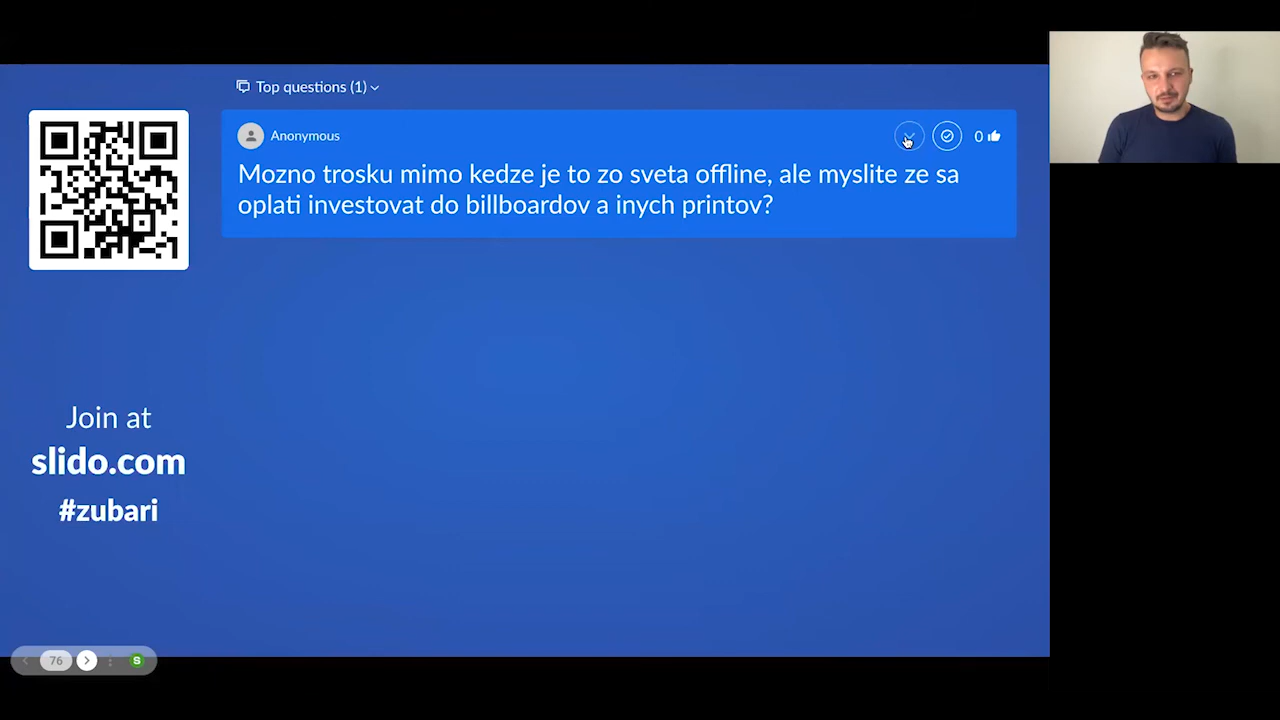 Top questions (1)
Anonymous
0
Mozno trosku mimo kedze je to zo sveta offline, ale myslite ze sa
oplati investovat do billboardov a inych printov?
Join at
slido.com
#zubari
76
S